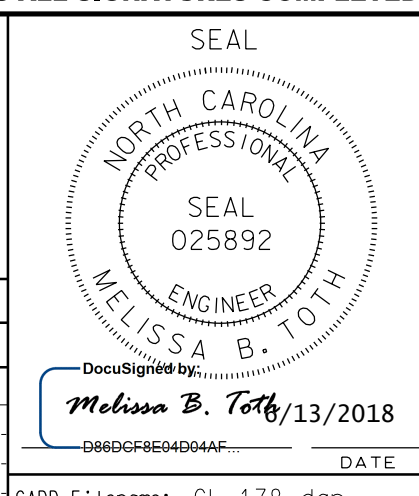 SEAL
NORTH CAROLINA
PROFESSIONAL
SEAL
025892
ENGINEER
MELISSA B. TOTH
DocuSigned by:
Melissa B. Toth
6/13/2018
D86DCF8E04D04AF...
DATE